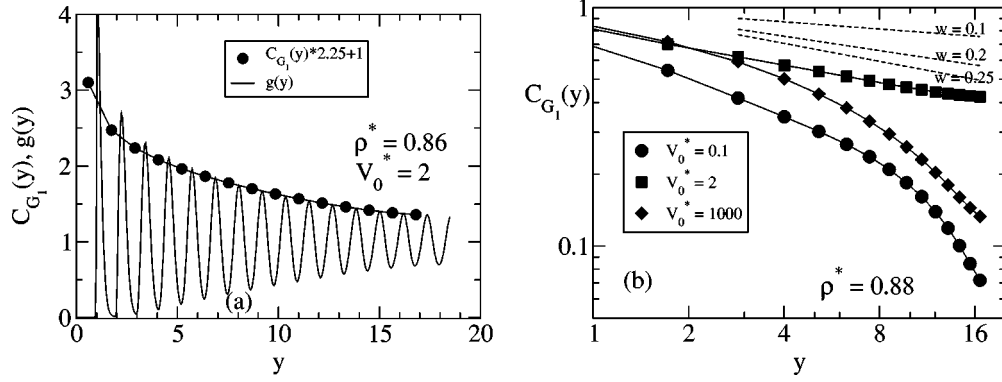 C_{G_1}(y), g(y)
4
3
2
1
0
C_{G_1}(y)*2.25+1
g(y)
ρ* = 0.86
V_0^* = 2
(a)
0 5 10 15 20
y
C_{G_1}(y)
1
0.1
w = 0.1
w = 0.2
w = 0.25
V_0^* = 0.1
V_0^* = 2
V_0^* = 1000
(b)
ρ* = 0.88
1 2 4 8 16
y